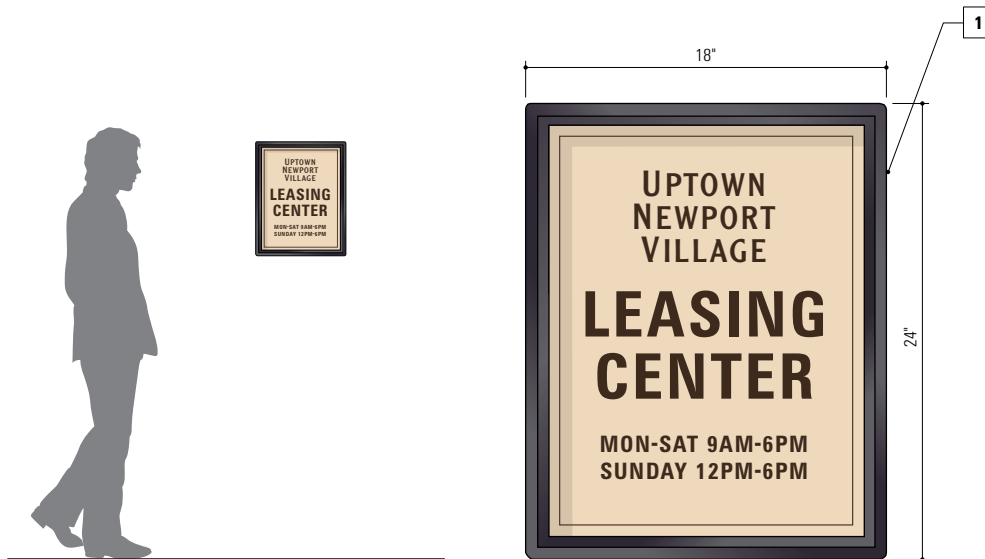 1
18"
24"
UPTOWN
NEWPORT
VILLAGE
LEASING
CENTER
MON-SAT 9AM-6PM
SUNDAY 12PM-6PM
UPTOWN
NEWPORT
VILLAGE
LEASING
CENTER
MON-SAT 9AM-6PM
SUNDAY 12PM-6PM